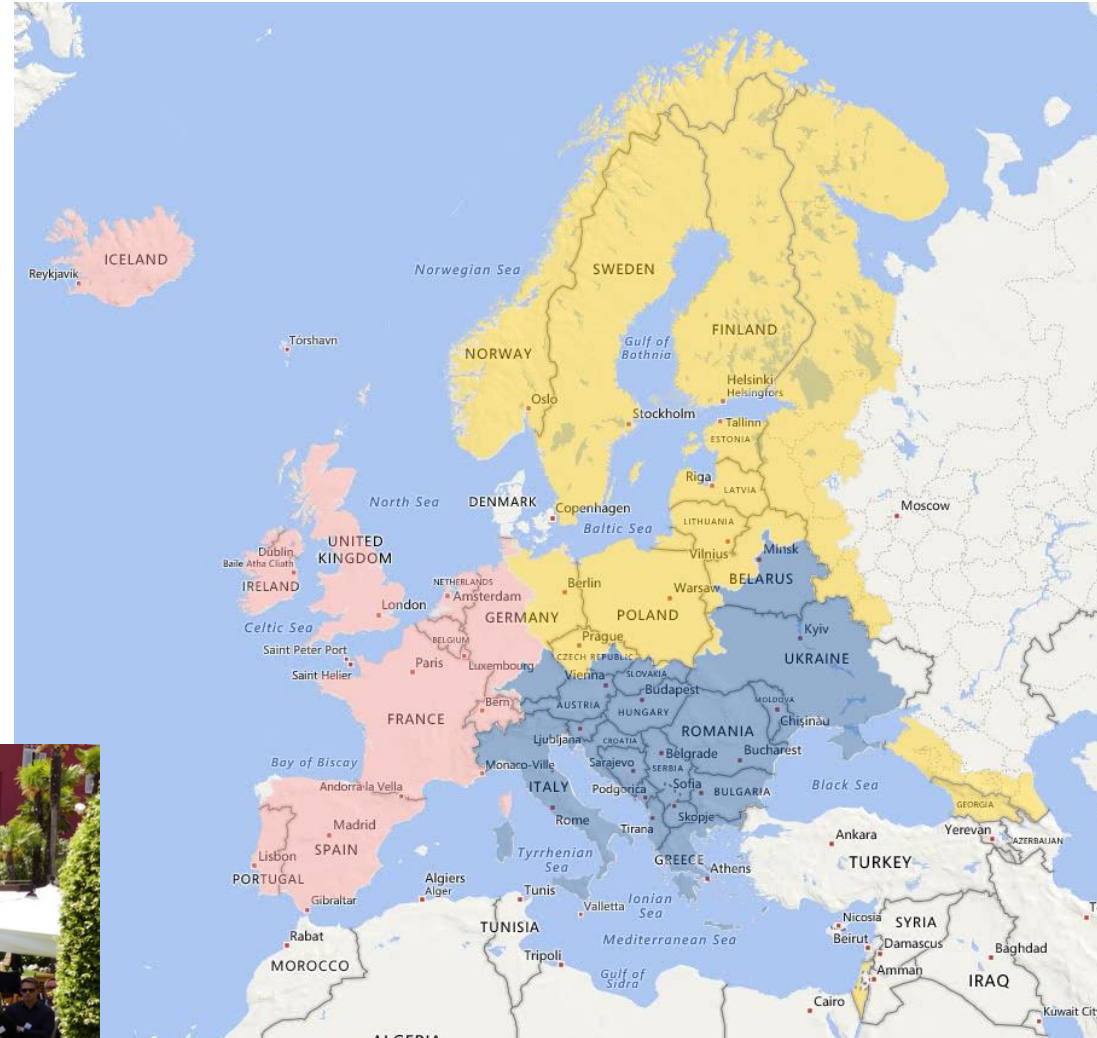 ICELAND
Reykjavik
Norwegian Sea
SWEDEN
FINLAND
Tórshavn
Gulf of
Bothnia
NORWAY
Helsinki
Helsingfors
Oslo
Stockholm
Tallinn
ESTONIA
Riga
LATVIA
North Sea
DENMARK
Copenhagen
Moscow
Baltic Sea
LITHUANIA
UNITED
KINGDOM
Vilnius
Minsk
Dublin
Baile Átha Cliath
IRELAND
NETHERLANDS
Amsterdam
Berlin
Warsaw
BELARUS
London
GERMANY
POLAND
Celtic Sea
BELGIUM
Prague
Kyiv
Saint Peter Port
Paris
Luxembourg
CZECH REPUBLIC
UKRAINE
Saint Helier
Vienna
SLOVAKIA
Budapest
Bern
AUSTRIA
HUNGARY
MOLDOVA
FRANCE
Chișinău
Ljubljana
CROATIA
ROMANIA
Belgrade
Bucharest
Bay of Biscay
Monaco-Ville
Sarajevo
SERBIA
Andorra la Vella
ITALY
Podgorica
Sofia
BULGARIA
Black Sea
GEORGIA
Madrid
Rome
Skopje
SPAIN
Tirana
Ankara
Yerevan
AZERBAIJAN
Lisbon
Tyrrhenian
Sea
GREECE
Athens
TURKEY
PORTUGAL
Algiers
Alger
Tunis
Gibraltar
Valletta
Ionian
Sea
Nicosia
SYRIA
Rabat
TUNISIA
Mediterranean Sea
Beirut
Damascus
Baghdad
MOROCCO
Tripoli
Gulf of
Sidra
Amman
IRAQ
Cairo
Kuwait City
ALGERIA